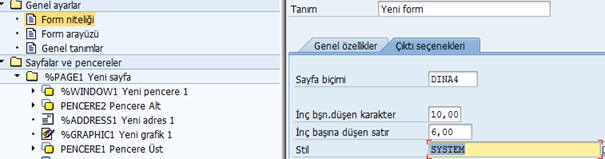 Genel ayarlar
Form niteliği
Form arayüzü
Genel tanımlar
Sayfalar ve pencereler
%PAGE1 Yeni sayfa
%WINDOW1 Yeni pencere 1
PENCERE2 Pencere Alt
%ADDRESS1 Yeni adres 1
%GRAPHIC1 Yeni grafik 1
PENCERE1 Pencere Üst
Tanım Yeni form
Genel özellikler Çıktı seçenekleri
Sayfa biçimi DINA4
İnç bşn.düşen karakter 10,00
İnç başına düşen satır 6,00
Stil SYSTEM